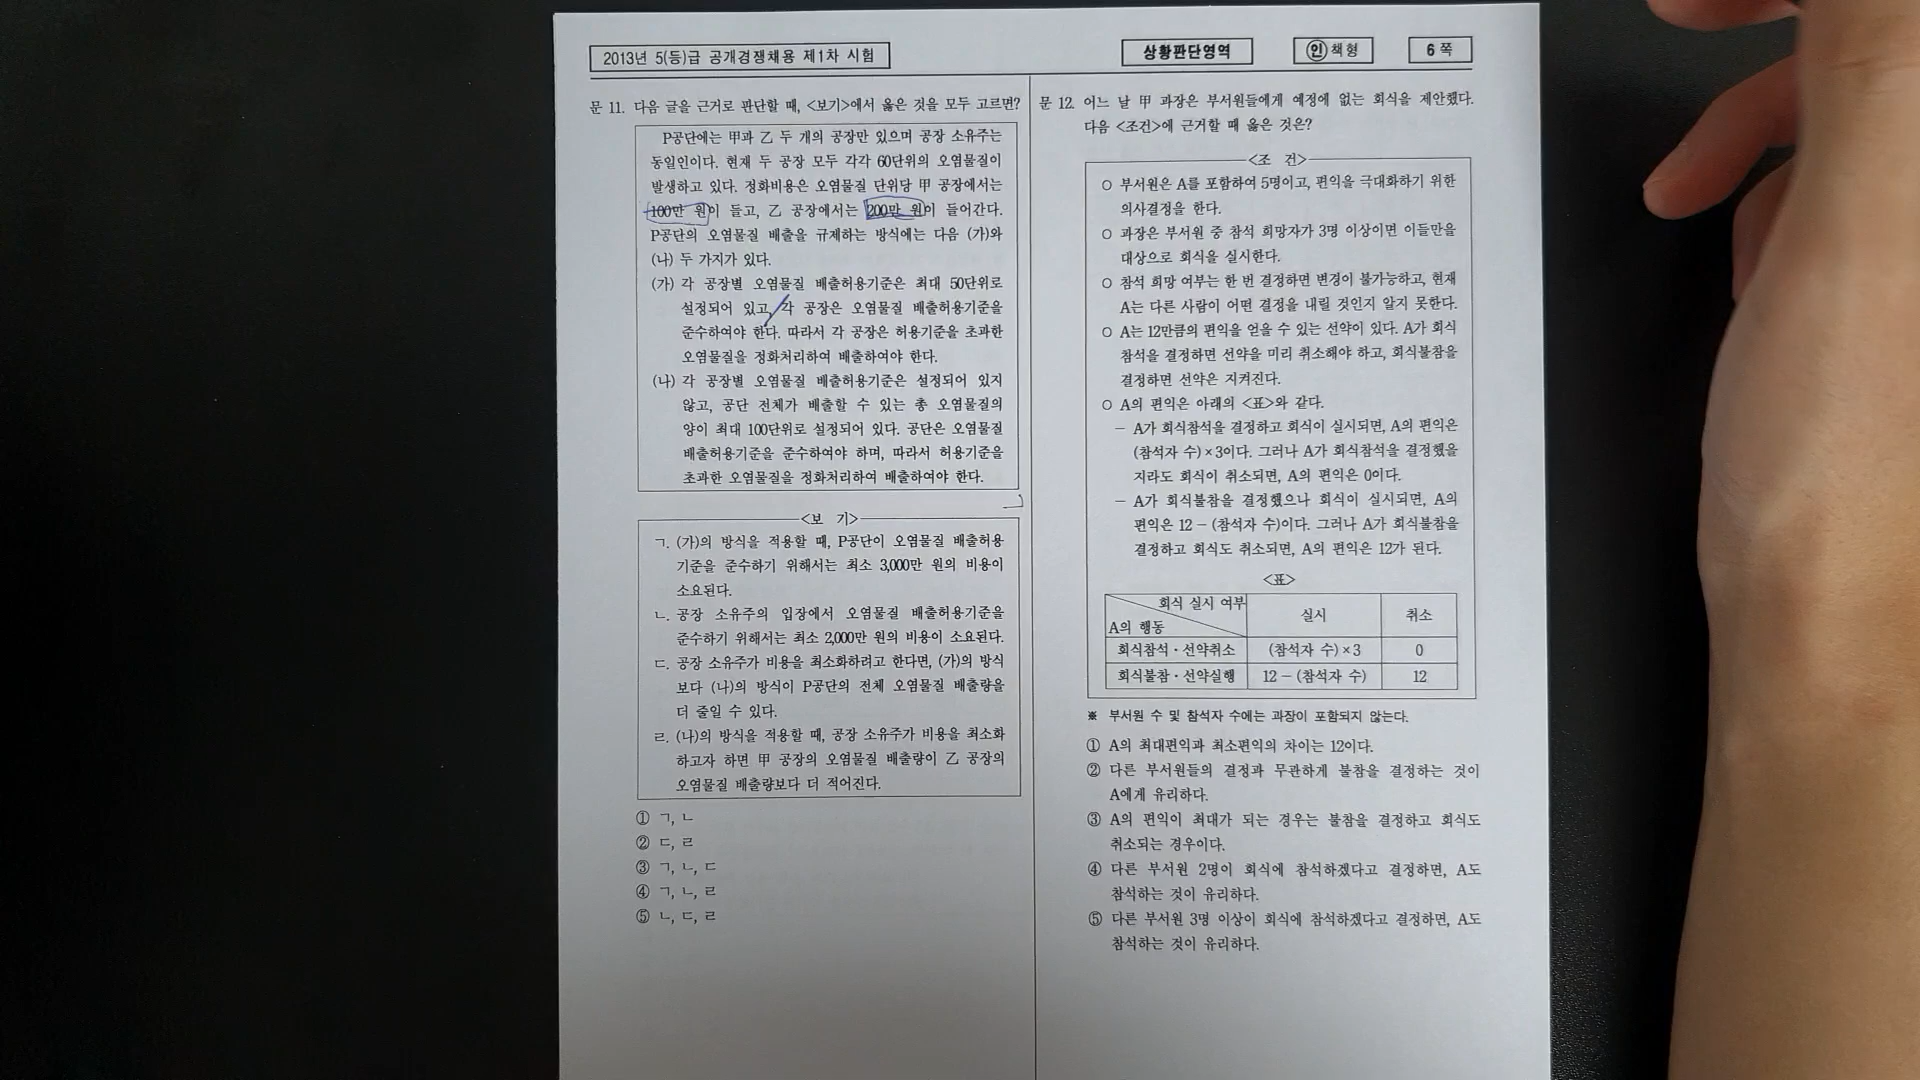 2013년 5(등)급 공개경쟁채용 제1차 시험
상황판단영역
인 책형
6 쪽
문 11. 다음 글을 근거로 판단할 때, <보기>에서 옳은 것을 모두 고르면?
P공단에는 甲과 乙 두 개의 공장만 있으며 공장 소유주는
동일인이다. 현재 두 공장 모두 각각 60단위의 오염물질이
발생하고 있다. 정화비용은 오염물질 단위당 甲 공장에서는
100만 원이 들고, 乙 공장에서는 200만 원이 들어간다.
P공단의 오염물질 배출을 규제하는 방식에는 다음 (가)와
(나) 두 가지가 있다.
(가) 각 공장별 오염물질 배출허용기준은 최대 50단위로
설정되어 있고, 각 공장은 오염물질 배출허용기준을
준수하여야 한다. 따라서 각 공장은 허용기준을 초과한
오염물질을 정화처리하여 배출하여야 한다.
(나) 각 공장별 오염물질 배출허용기준은 설정되어 있지
않고, 공단 전체가 배출할 수 있는 총 오염물질의
양이 최대 100단위로 설정되어 있다. 공단은 오염물질
배출허용기준을 준수하여야 하며, 따라서 허용기준을
초과한 오염물질을 정화처리하여 배출하여야 한다.
<보 기>
ㄱ. (가)의 방식을 적용할 때, P공단이 오염물질 배출허용
기준을 준수하기 위해서는 최소 3,000만 원의 비용이
소요된다.
ㄴ. 공장 소유주의 입장에서 오염물질 배출허용기준을
준수하기 위해서는 최소 2,000만 원의 비용이 소요된다.
ㄷ. 공장 소유주가 비용을 최소화하려고 한다면, (가)의 방식
보다 (나)의 방식이 P공단의 전체 오염물질 배출량을
더 줄일 수 있다.
ㄹ. (나)의 방식을 적용할 때, 공장 소유주가 비용을 최소화
하고자 하면 甲 공장의 오염물질 배출량이 乙 공장의
오염물질 배출량보다 더 적어진다.
① ㄱ, ㄴ
② ㄷ, ㄹ
③ ㄱ, ㄴ, ㄷ
④ ㄱ, ㄴ, ㄹ
⑤ ㄴ, ㄷ, ㄹ
문 12. 어느 날 甲 과장은 부서원들에게 예정에 없는 회식을 제안했다.
다음 <조건>에 근거할 때 옳은 것은?
<조 건>
○ 부서원은 A를 포함하여 5명이고, 편익을 극대화하기 위한
의사결정을 한다.
○ 과장은 부서원 중 참석 희망자가 3명 이상이면 이들만을
대상으로 회식을 실시한다.
○ 참석 희망 여부는 한 번 결정하면 변경이 불가능하고, 현재
A는 다른 사람이 어떤 결정을 내릴 것인지 알지 못한다.
○ A는 12만큼의 편익을 얻을 수 있는 선약이 있다. A가 회식
참석을 결정하면 선약을 미리 취소해야 하고, 회식불참을
결정하면 선약은 지켜진다.
○ A의 편익은 아래의 <표>와 같다.
- A가 회식참석을 결정하고 회식이 실시되면, A의 편익은
(참석자 수)×3이다. 그러나 A가 회식참석을 결정했을
지라도 회식이 취소되면, A의 편익은 0이다.
- A가 회식불참을 결정했으나 회식이 실시되면, A의
편익은 12-(참석자 수)이다. 그러나 A가 회식불참을
결정하고 회식도 취소되면, A의 편익은 12가 된다.
<표>
회식 실시 여부 실시 취소
A의 행동
회식참석·선약취소 (참석자 수)×3 0
회식불참·선약실행 12-(참석자 수) 12
※ 부서원 수 및 참석자 수에는 과장이 포함되지 않는다.
① A의 최대편익과 최소편익의 차이는 12이다.
② 다른 부서원들의 결정과 무관하게 불참을 결정하는 것이
A에게 유리하다.
③ A의 편익이 최대가 되는 경우는 불참을 결정하고 회식도
취소되는 경우이다.
④ 다른 부서원 2명이 회식에 참석하겠다고 결정하면, A도
참석하는 것이 유리하다.
⑤ 다른 부서원 3명 이상이 회식에 참석하겠다고 결정하면, A도
참석하는 것이 유리하다.